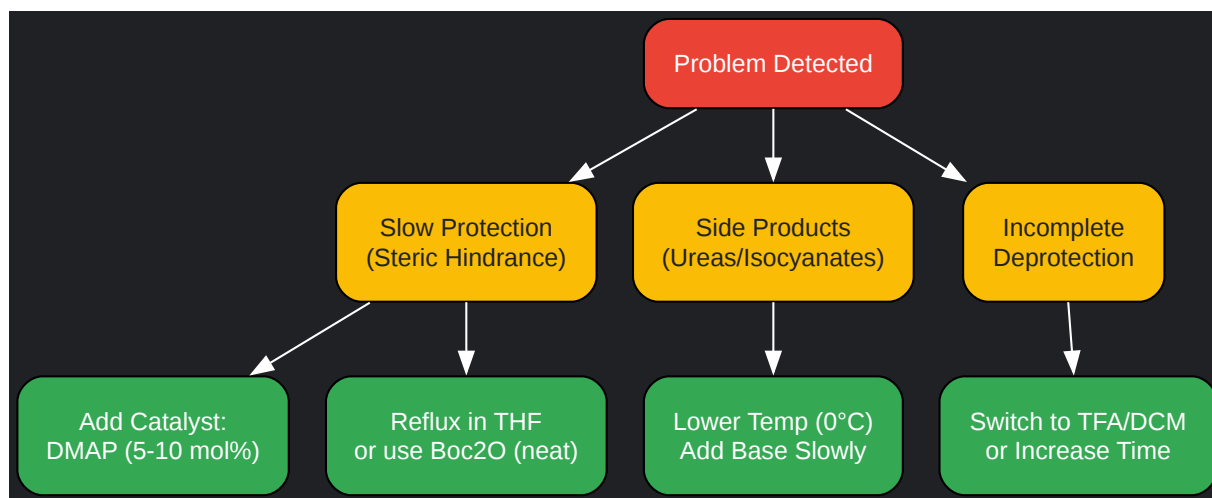 Problem Detected
Slow Protection
(Steric Hindrance)
Side Products
(Ureas/Isocyanates)
Incomplete
Deprotection
Add Catalyst:
DMAP (5-10 mol%)
Reflux in THF
or use Boc2O (neat)
Lower Temp (0°C)
Add Base Slowly
Switch to TFA/DCM
or Increase Time